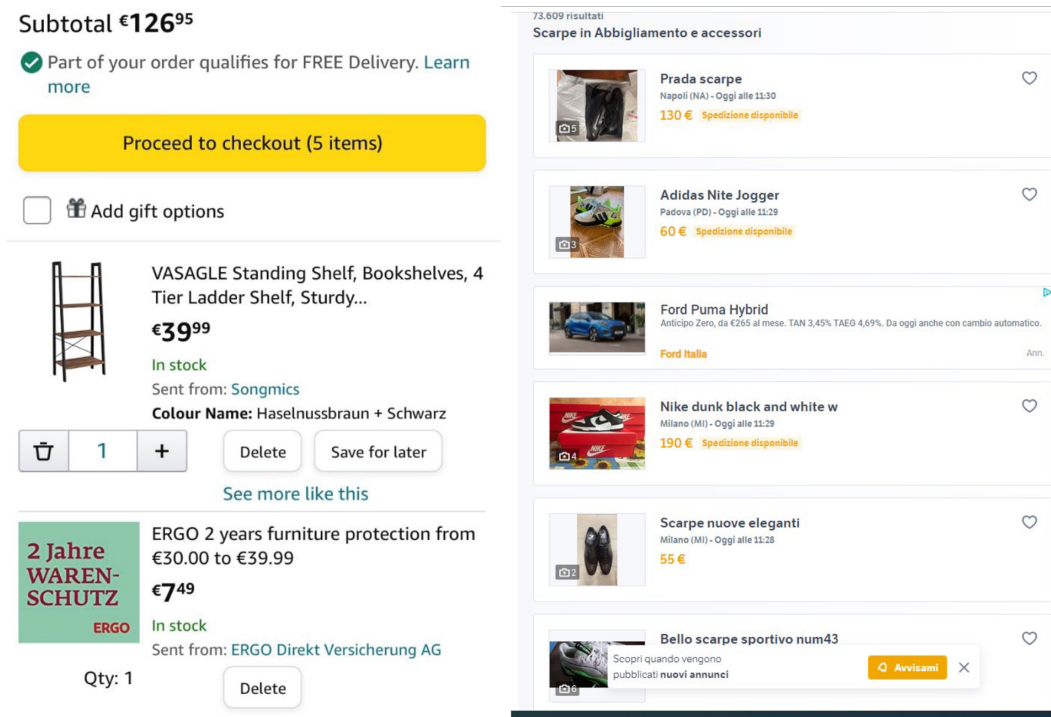 Subtotal €126⁹⁵
Part of your order qualifies for FREE Delivery. Learn
more
Proceed to checkout (5 items)
Add gift options
VASAGLE Standing Shelf, Bookshelves, 4
Tier Ladder Shelf, Sturdy...
€39⁹⁹
In stock
Sent from: Songmics
Colour Name: Haselnussbraun + Schwarz
1
Delete
Save for later
See more like this
2 Jahre
WAREN-
SCHUTZ
ERGO
ERGO 2 years furniture protection from
€30.00 to €39.99
€7⁴⁹
In stock
Sent from: ERGO Direkt Versicherung AG
Qty: 1
Delete
73.609 risultati
Scarpe in Abbigliamento e accessori
5
Prada scarpe
Napoli (NA) - Oggi alle 11:30
130 € Spedizione disponibile
3
Adidas Nite Jogger
Padova (PD) - Oggi alle 11:29
60 € Spedizione disponibile
Ford Puma Hybrid
Anticipo Zero, da €265 al mese. TAN 3,45% TAEG 4,69%. Da oggi anche con cambio automatico.
Ford Italia
Ann.
NIKE
NIKE
4
Nike dunk black and white w
Milano (MI) - Oggi alle 11:29
190 € Spedizione disponibile
2
Scarpe nuove eleganti
Milano (MI) - Oggi alle 11:28
55 €
6
Bello scarpe sportivo num43
Scopri quando vengono
pubblicati nuovi annunci
Avvisami